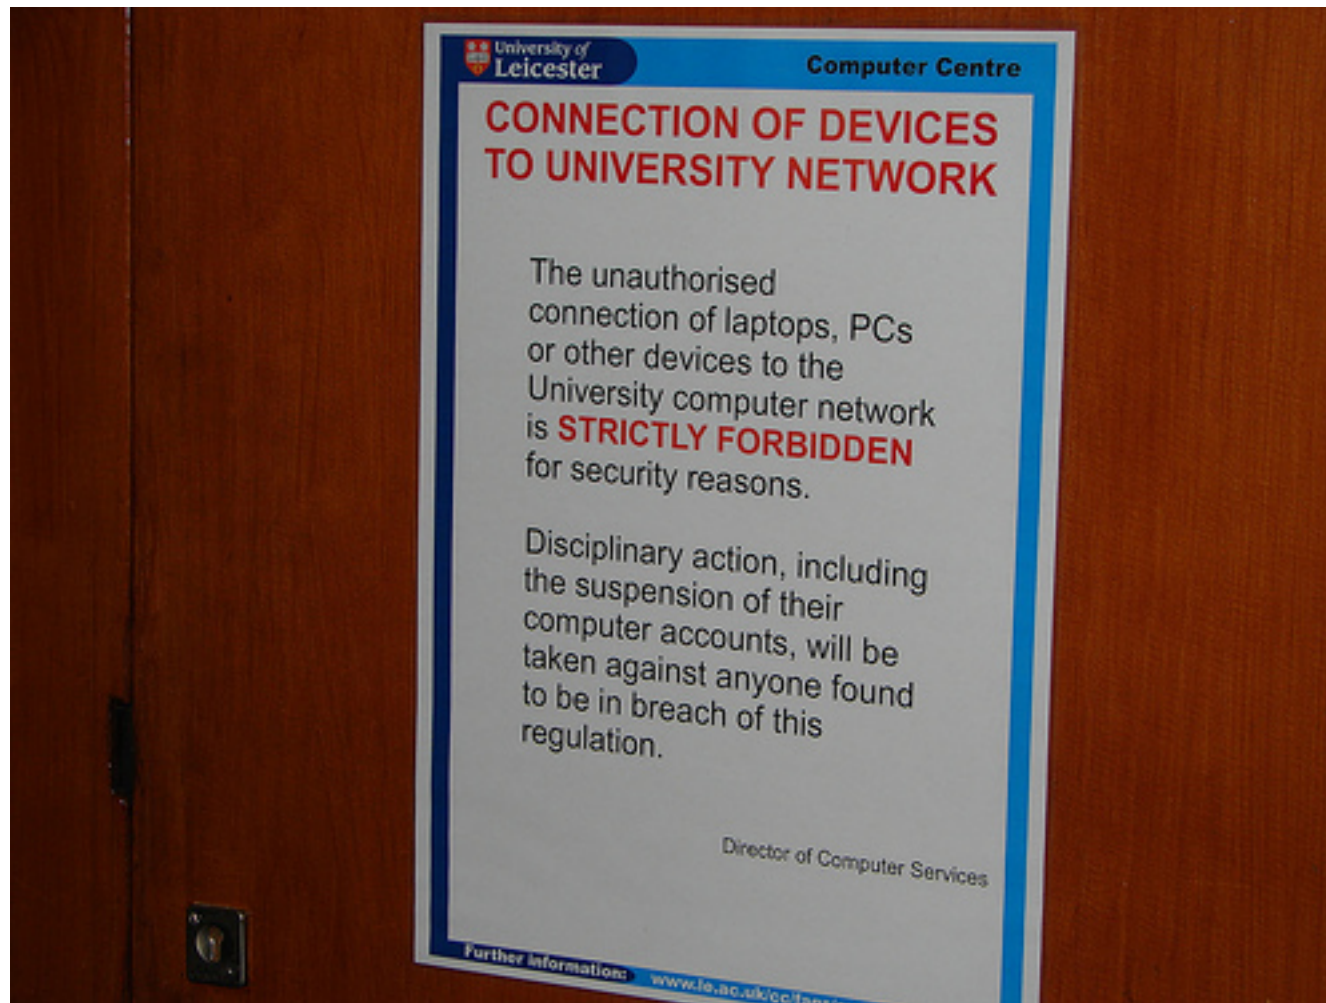 University of
Leicester
Computer Centre
CONNECTION OF DEVICES
TO UNIVERSITY NETWORK
The unauthorised
connection of laptops, PCs
or other devices to the
University computer network
is STRICTLY FORBIDDEN
for security reasons.
Disciplinary action, including
the suspension of their
computer accounts, will be
taken against anyone found
to be in breach of this
regulation.
Director of Computer Services
Further information: